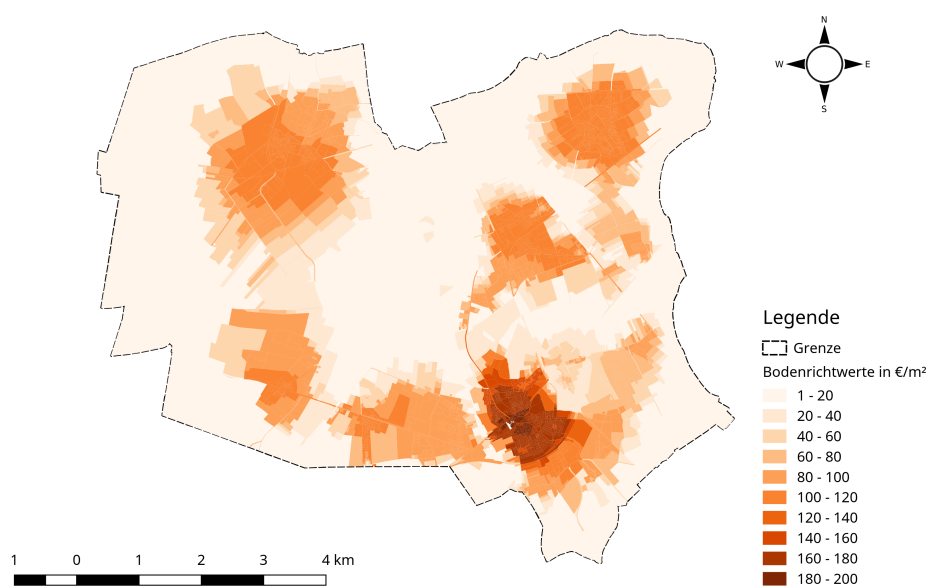 N
W E
S
Legende
Grenze
Bodenrichtwerte in €/m²
1 - 20
20 - 40
40 - 60
60 - 80
80 - 100
100 - 120
120 - 140
140 - 160
160 - 180
180 - 200
1 0 1 2 3 4 km